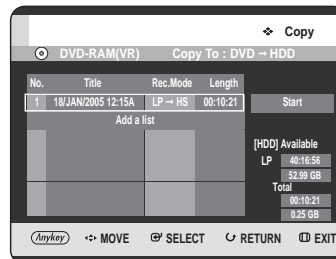 ❖ Copy
DVD-RAM(VR) Copy To : DVD → HDD
No. Title Rec.Mode Length
1 18/JAN/2005 12:15A LP → HS 00:10:21
Add a list
Start
[HDD] Available
LP 40:16:56
52.99 GB
Total
00:10:21
0.25 GB
Anykey MOVE SELECT RETURN EXIT